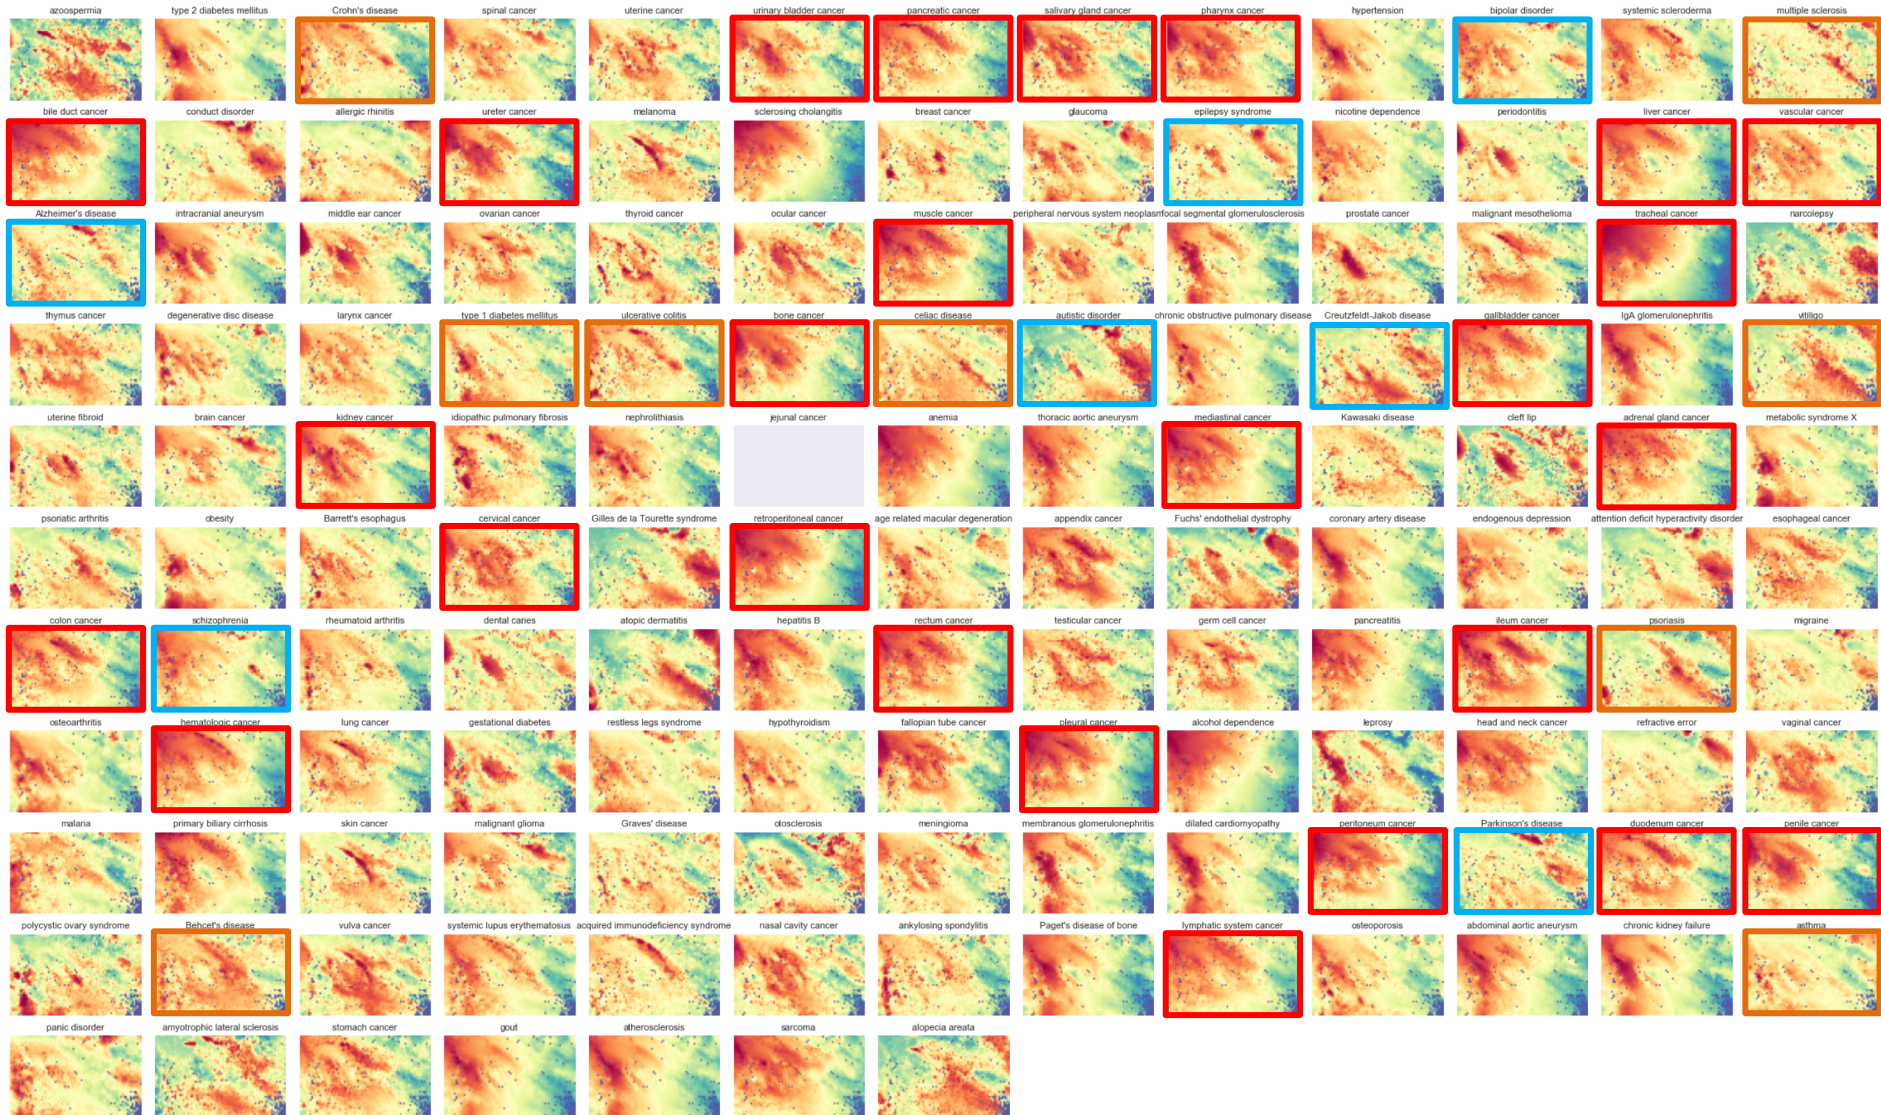 azoospermia type 2 diabetes mellitus Crohn's disease spinal cancer uterine cancer urinary bladder cancer pancreatic cancer salivary gland cancer pharynx cancer hypertension bipolar disorder systemic scleroderma multiple sclerosis
bile duct cancer conduct disorder allergic rhinitis ureter cancer melanoma sclerosing cholangitis breast cancer glaucoma epilepsy syndrome nicotine dependence periodontitis liver cancer vascular cancer
Alzheimer's disease intracranial aneurysm middle ear cancer ovarian cancer thyroid cancer ocular cancer muscle cancer peripheral nervous system neoplasm focal segmental glomerulosclerosis prostate cancer malignant mesothelioma tracheal cancer narcolepsy
thymus cancer degenerative disc disease larynx cancer type 1 diabetes mellitus ulcerative colitis bone cancer celiac disease autistic disorder chronic obstructive pulmonary disease Creutzfeldt-Jakob disease gallbladder cancer IgA glomerulonephritis vitiligo
uterine fibroid brain cancer kidney cancer idiopathic pulmonary fibrosis nephrolithiasis jejunal cancer anemia thoracic aortic aneurysm mediastinal cancer Kawasaki disease cleft lip adrenal gland cancer metabolic syndrome X
psoriatic arthritis obesity Barrett's esophagus cervical cancer Gilles de la Tourette syndrome retroperitoneal cancer age related macular degeneration appendix cancer Fuchs' endothelial dystrophy coronary artery disease endogenous depression attention deficit hyperactivity disorder esophageal cancer
colon cancer schizophrenia rheumatoid arthritis dental caries atopic dermatitis hepatitis B rectum cancer testicular cancer germ cell cancer pancreatitis ileum cancer psoriasis migraine
osteoarthritis hematologic cancer lung cancer gestational diabetes restless legs syndrome hypothyroidism fallopian tube cancer pleural cancer alcohol dependence leprosy head and neck cancer refractive error vaginal cancer
malaria primary biliary cirrhosis skin cancer malignant glioma Graves' disease otosclerosis meningioma membranous glomerulonephritis dilated cardiomyopathy peritoneum cancer Parkinson's disease duodenum cancer penile cancer
polycystic ovary syndrome Behcet's disease vulva cancer systemic lupus erythematosus acquired immunodeficiency syndrome nasal cavity cancer ankylosing spondylitis Paget's disease of bone lymphatic system cancer osteoporosis abdominal aortic aneurysm chronic kidney failure asthma
panic disorder amyotrophic lateral sclerosis stomach cancer gout atherosclerosis sarcoma alopecia areata